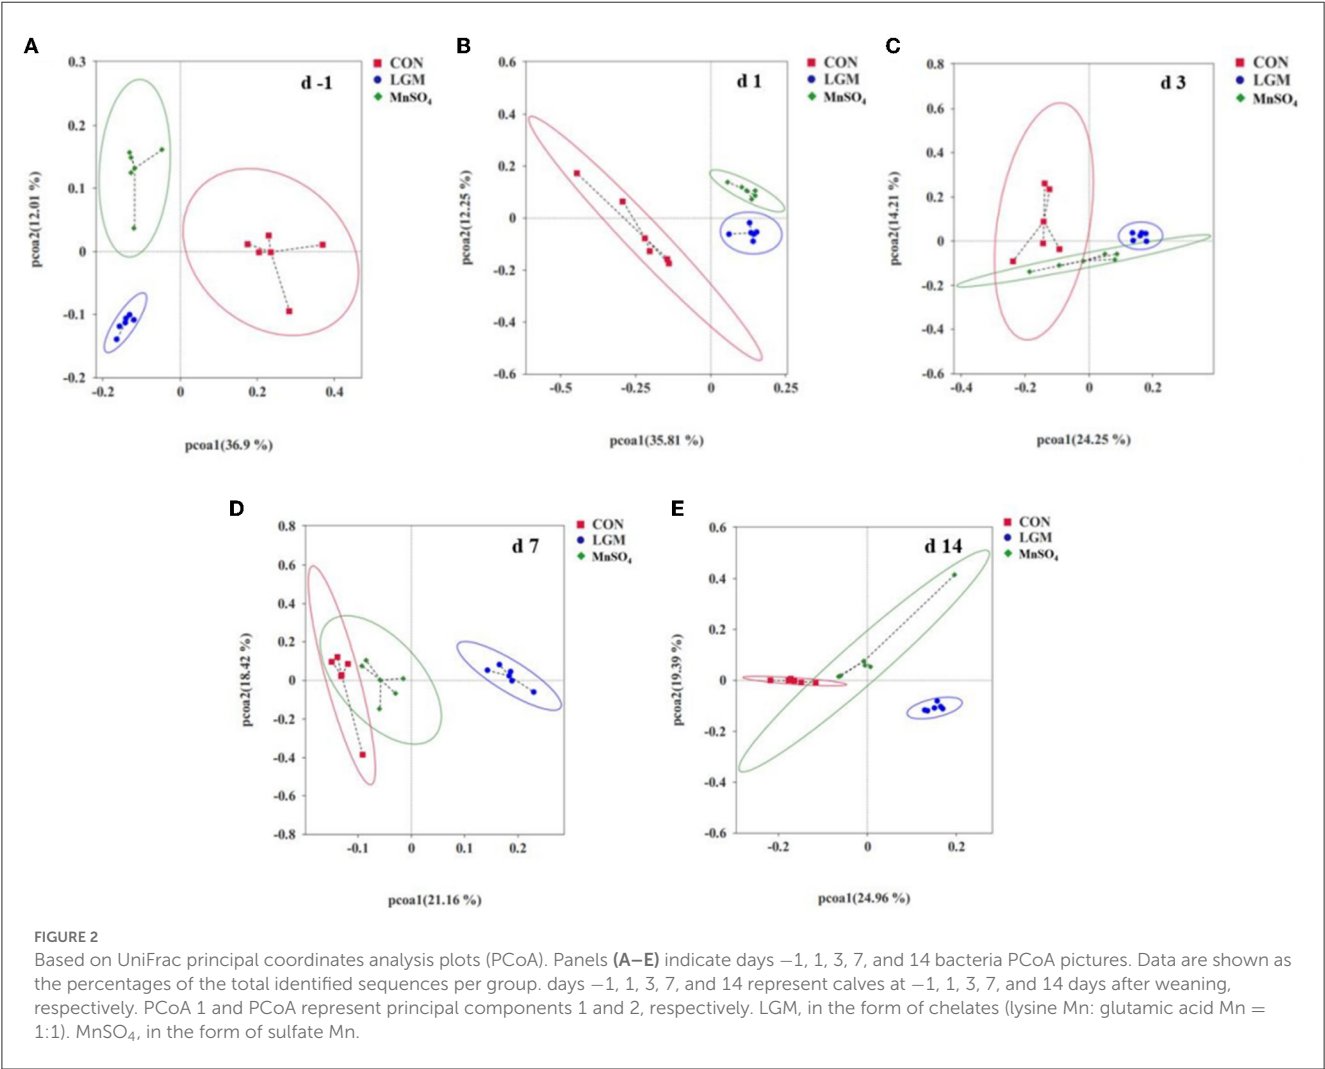 A
0.3
0.2
0.1
0
-0.1
-0.2
-0.2 0 0.2 0.4
pcoa2(12.01 %)
pcoa1(36.9 %)
d -1
CON
LGM
MnSO₄
B
0.6
0.4
0.2
0
-0.2
-0.4
-0.6
-0.5 -0.25 0 0.25
pcoa2(12.25 %)
pcoa1(35.81 %)
d 1
CON
LGM
MnSO₄
C
0.8
0.6
0.4
0.2
0
-0.2
-0.4
-0.6
-0.4 -0.2 0 0.2
pcoa2(14.21 %)
pcoa1(24.25 %)
d 3
CON
LGM
MnSO₄
D
0.8
0.6
0.4
0.2
0
-0.2
-0.4
-0.6
-0.8
-0.1 0 0.1 0.2
pcoa2(18.42 %)
pcoa1(21.16 %)
d 7
CON
LGM
MnSO₄
E
0.6
0.4
0.2
0
-0.2
-0.4
-0.6
-0.2 0 0.2
pcoa2(19.39 %)
pcoa1(24.96 %)
d 14
CON
LGM
MnSO₄
FIGURE 2
Based on UniFrac principal coordinates analysis plots (PCoA). Panels (A–E) indicate days −1, 1, 3, 7, and 14 bacteria PCoA pictures. Data are shown as
the percentages of the total identified sequences per group. days −1, 1, 3, 7, and 14 represent calves at −1, 1, 3, 7, and 14 days after weaning,
respectively. PCoA 1 and PCoA represent principal components 1 and 2, respectively. LGM, in the form of chelates (lysine Mn: glutamic acid Mn =
1:1). MnSO₄, in the form of sulfate Mn.